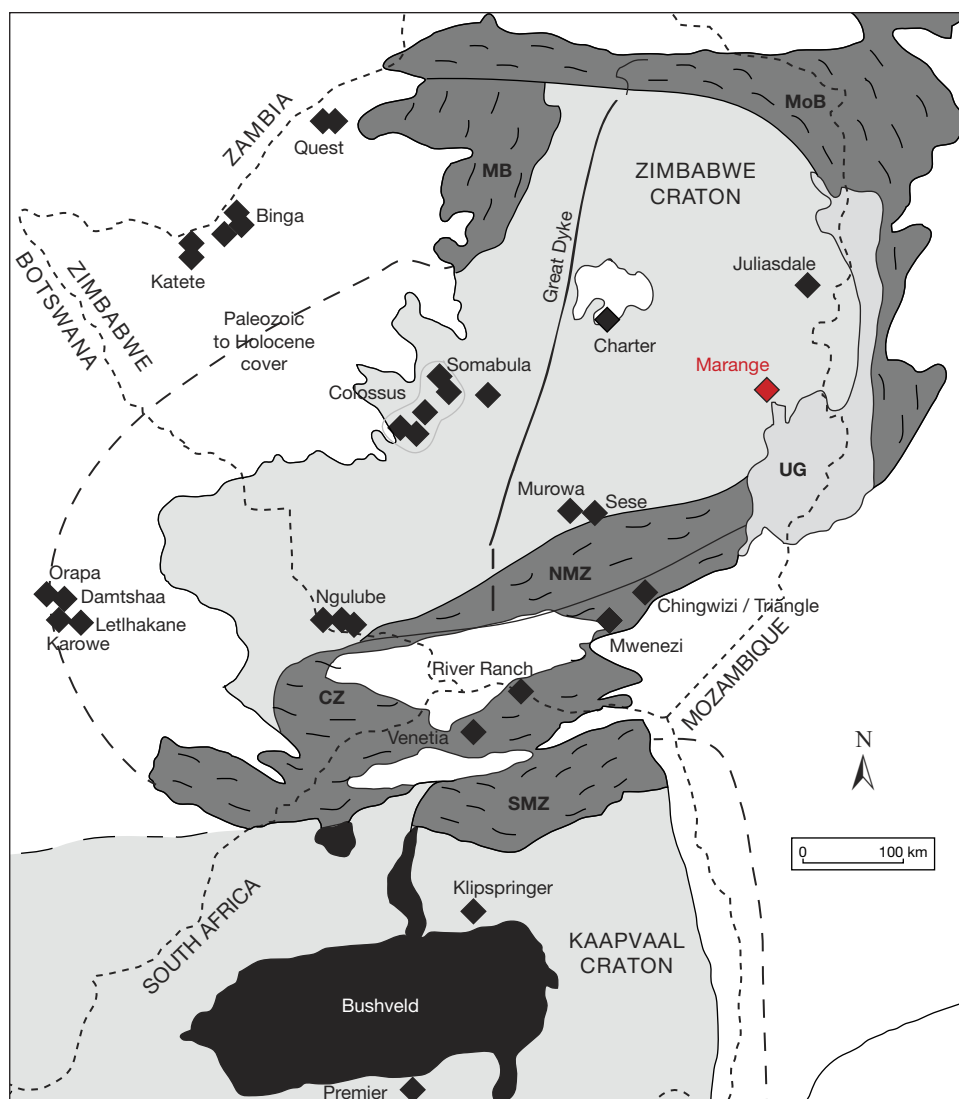 MoB
ZAMBIA
Quest
MB
ZIMBABWE
CRATON
Binga
Great Dyke
Juliasdale
Katete
ZIMBABWE
BOTSWANA
Paleozoic
to Holocene
cover
Charter
Somabula
Marange
Colossus
UG
Murowa
Sese
NMZ
Orapa
Damtshaa
Ngulube
Chingwizi / Triangle
Letlhakane
Karowe
Mwenezi
River Ranch
MOZAMBIQUE
CZ
Venetia
N
SMZ
0 100 km
Klipspringer
SOUTH AFRICA
KAAPVAAL
CRATON
Bushveld
Premier